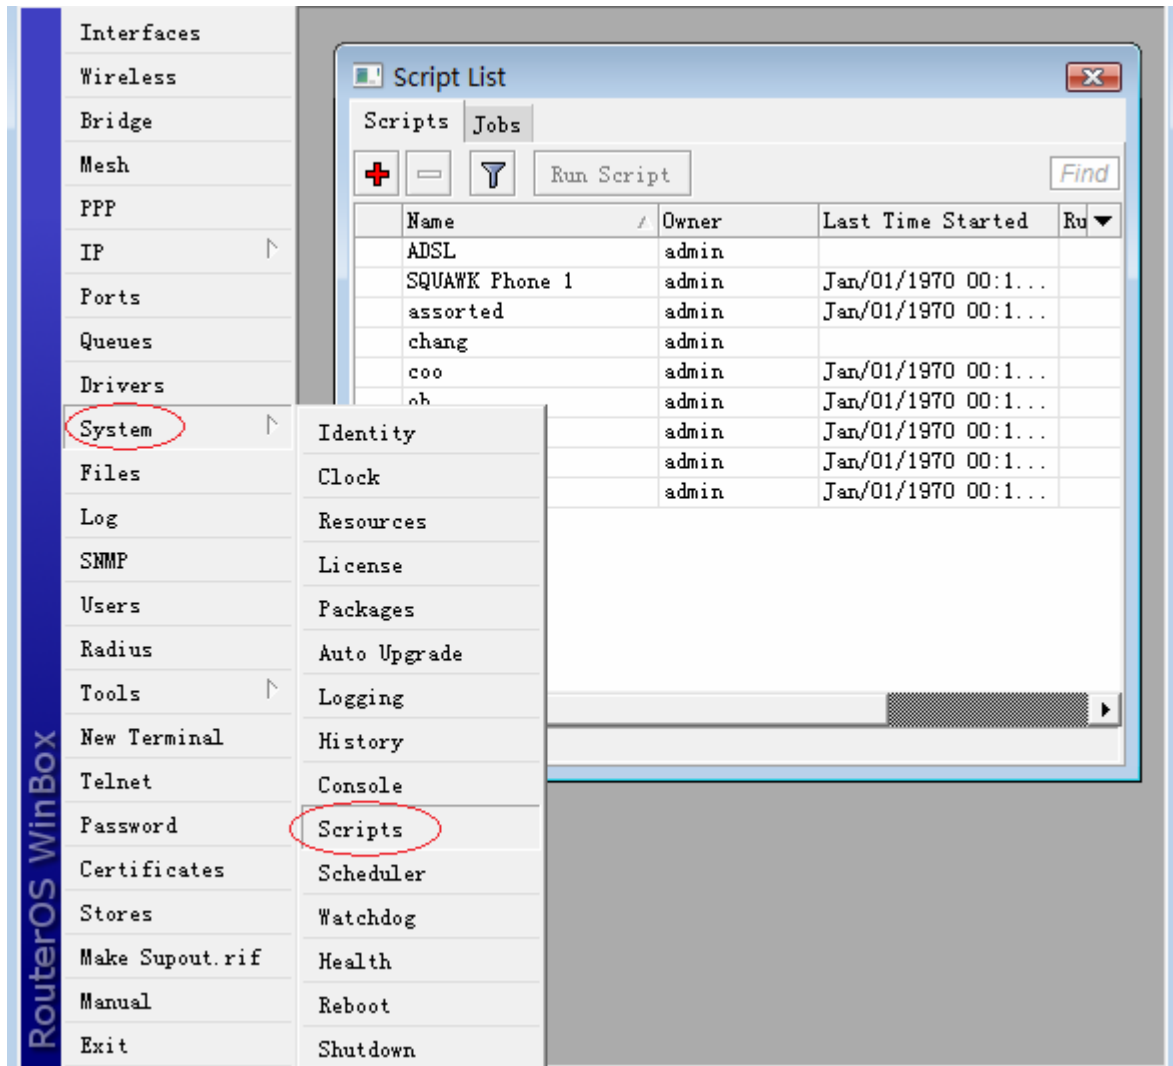 Interfaces
Wireless
Bridge
Mesh
PPP
IP
Ports
Queues
Drivers
System
Files
Log
SNMP
Users
Radius
Tools
New Terminal
Telnet
Password
Certificates
Stores
Make Supout.rif
Manual
Exit
RouterOS WinBox
Identity
Clock
Resources
License
Packages
Auto Upgrade
Logging
History
Console
Scripts
Scheduler
Watchdog
Health
Reboot
Shutdown
Script List
Scripts Jobs
Run Script Find
Name Owner Last Time Started Ru
ADSL admin
SQUAWK Phone 1 admin Jan/01/1970 00:1...
assorted admin Jan/01/1970 00:1...
chang admin
coo admin Jan/01/1970 00:1...
admin Jan/01/1970 00:1...
admin Jan/01/1970 00:1...
admin Jan/01/1970 00:1...
admin Jan/01/1970 00:1...